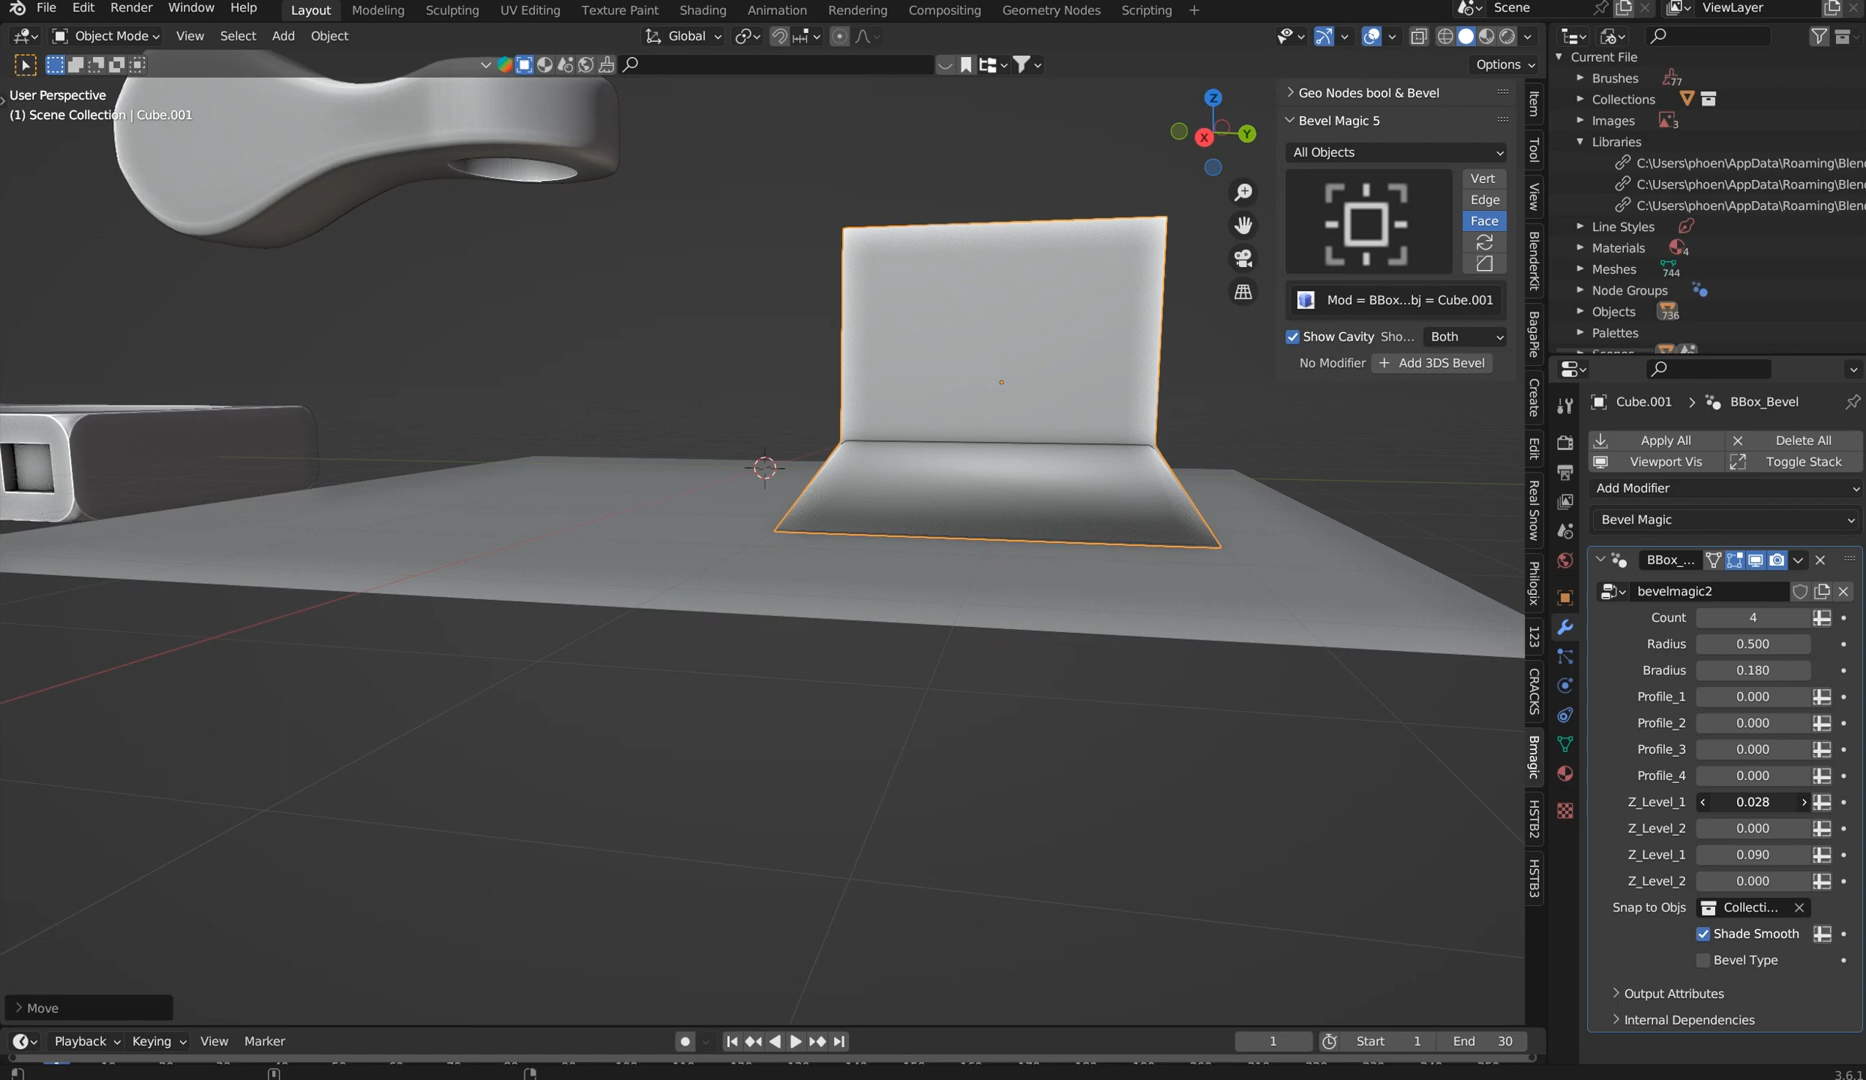 File Edit Render Window Help Layout Modeling Sculpting UV Editing Texture Paint Shading Animation Rendering Compositing Geometry Nodes Scripting + Scene ViewLayer
Object Mode View Select Add Object Global
Options
User Perspective
(1) Scene Collection | Cube.001
Z
Y
X
Geo Nodes bool & Bevel
Bevel Magic 5
All Objects
Vert
Edge
Face
Mod = BBox...bj = Cube.001
Show Cavity Sho... Both
No Modifier + Add 3DS Bevel
Item
Tool
View
BlenderKit
BagaPie
Create
Edit
Real Snow
Philogix
123
CRACKS
Bmagic
HSTB2
HSTB3
Current File
Brushes 77
Collections
Images 3
Libraries
C:\Users\phoen\AppData\Roaming\Blen
C:\Users\phoen\AppData\Roaming\Blen
C:\Users\phoen\AppData\Roaming\Blen
Line Styles
Materials 4
Meshes 744
Node Groups
Objects 736
Palettes
Cube.001 > BBox_Bevel
Apply All Delete All
Viewport Vis Toggle Stack
Add Modifier
Bevel Magic
BBox_...
bevelmagic2
Count 4
Radius 0.500
Bradius 0.180
Profile_1 0.000
Profile_2 0.000
Profile_3 0.000
Profile_4 0.000
Z_Level_1 0.028
Z_Level_2 0.000
Z_Level_1 0.090
Z_Level_2 0.000
Snap to Objs Collecti...
Shade Smooth
Bevel Type
Output Attributes
Internal Dependencies
Move
Playback Keying View Marker 1 Start 1 End 30
3.6.1